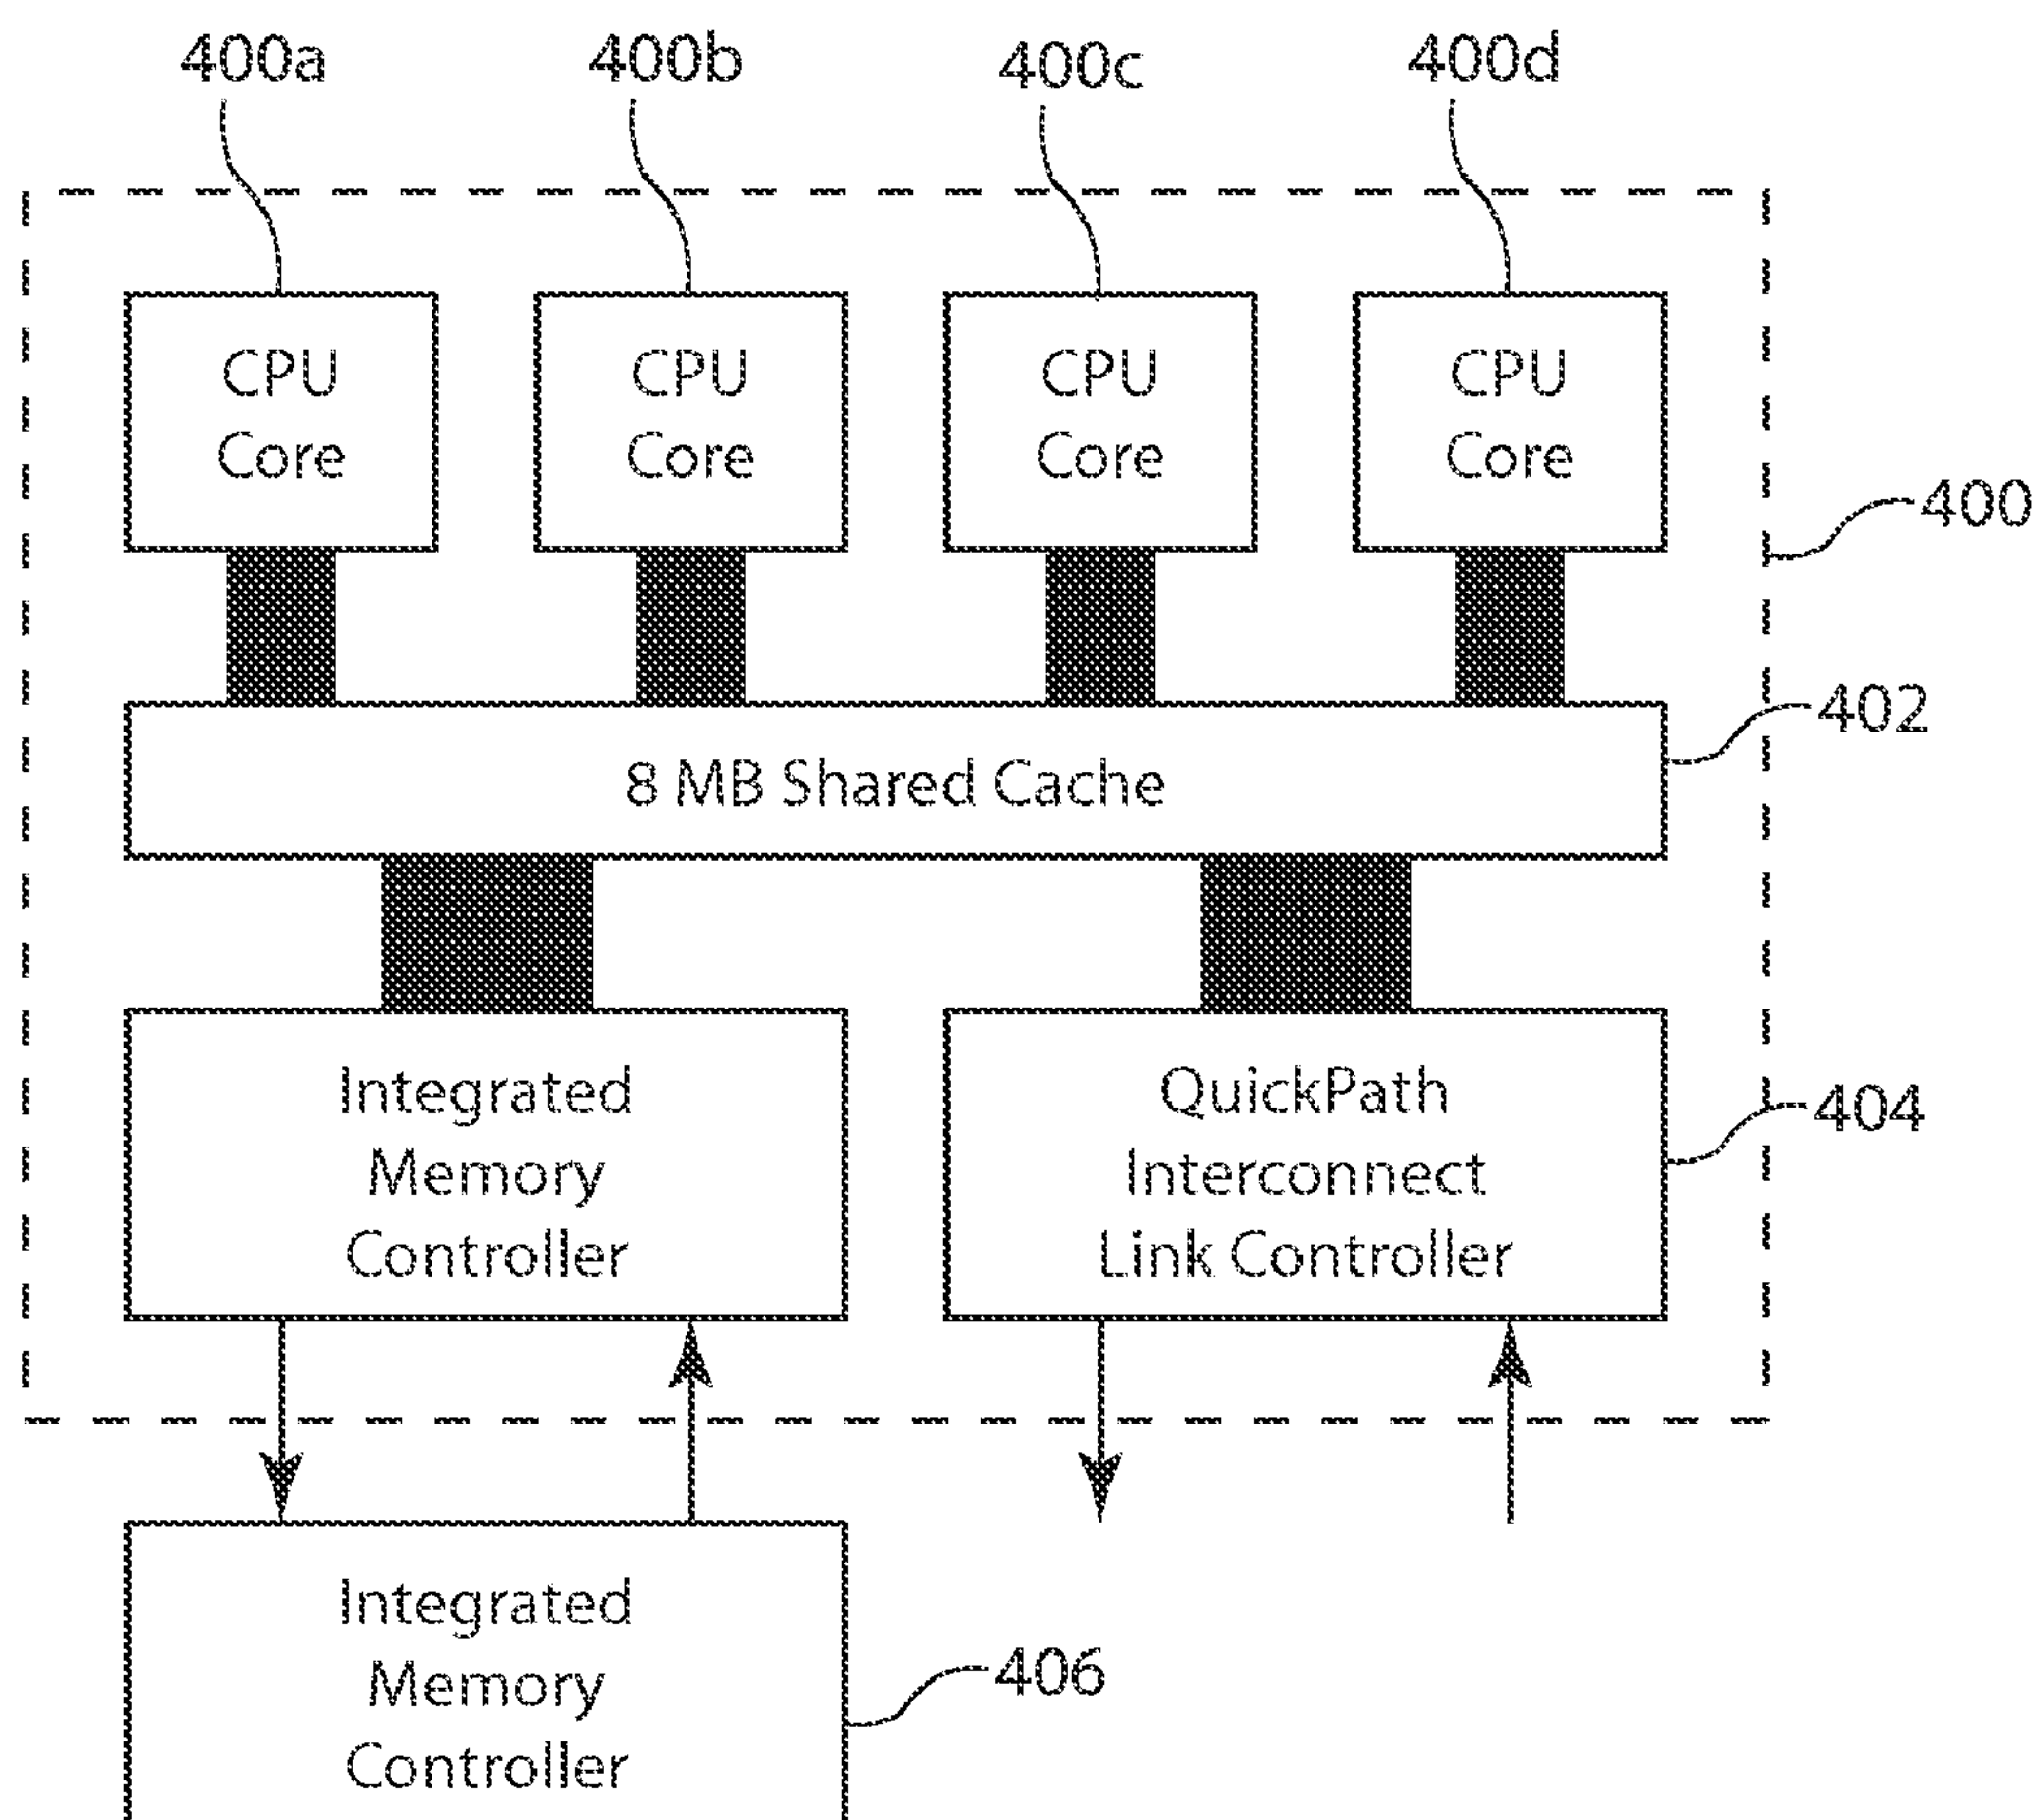 400a 400b 400c 400d
CPU CPU CPU CPU
Core Core Core Core
400
402
8 MB Shared Cache
Integrated
Memory
Controller
QuickPath
Interconnect
Link Controller
404
Integrated
Memory
Controller
406